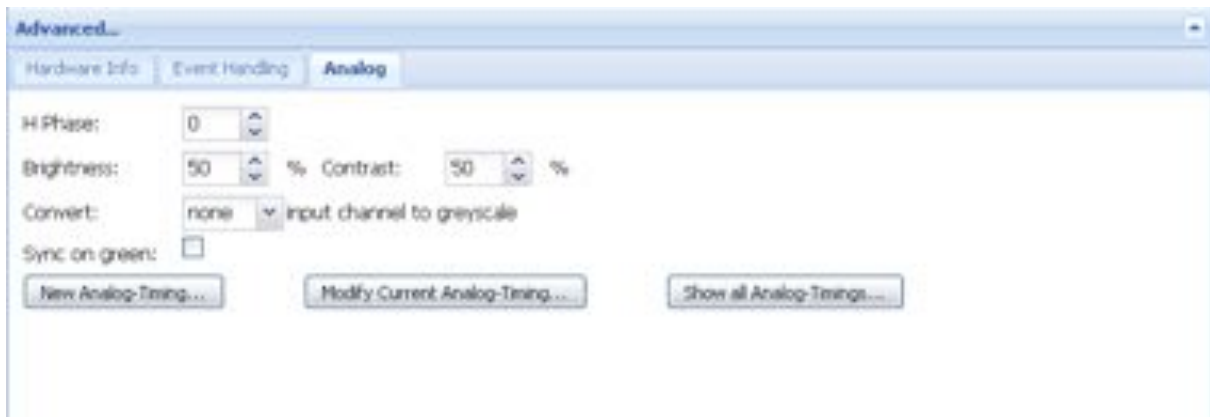 Advanced...
Hardware Info Event Handling Analog
H Phase: 0
Brightness: 50 % Contrast: 50 %
Convert: none input channel to greyscale
Sync on green:
New Analog-Timing... Modify Current Analog-Timing... Show all Analog-Timings...